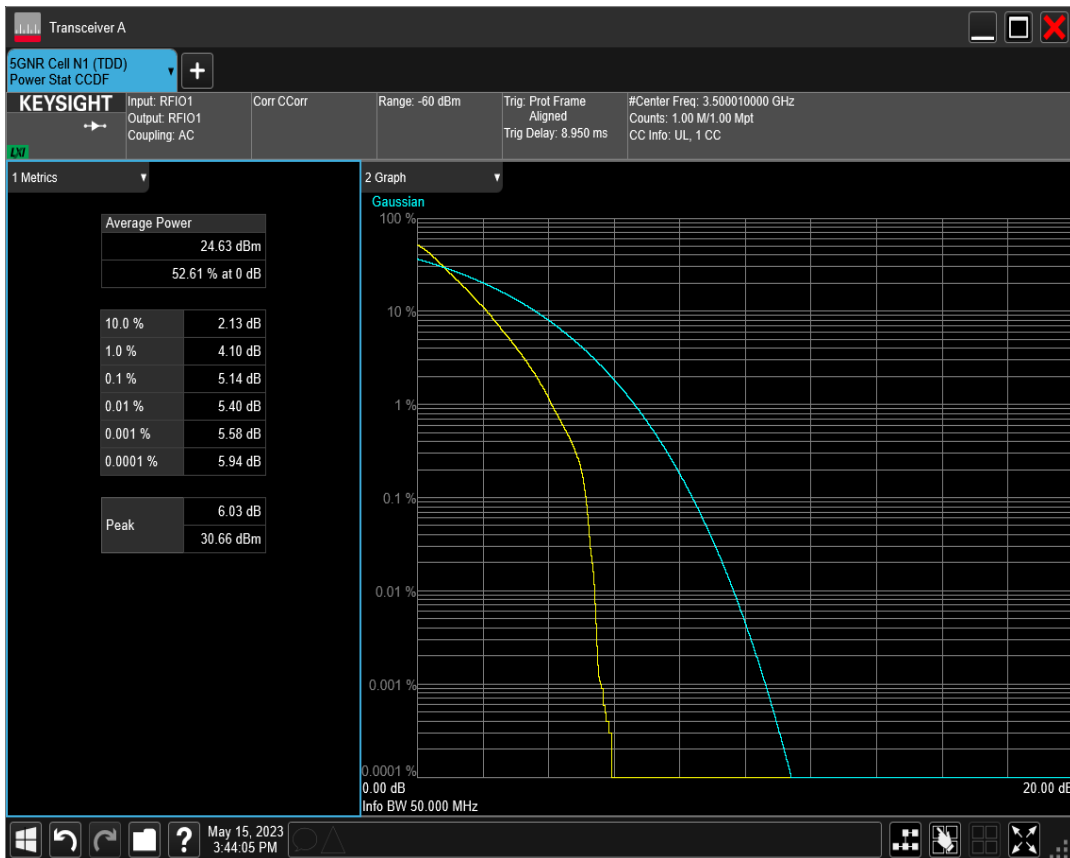 Transceiver A
5GNR Cell N1 (TDD)
Power Stat CCDF
KEYSIGHT
LXI
Input: RFIO1
Output: RFIO1
Coupling: AC
Corr CCorr
Range: -60 dBm
Trig: Prot Frame
Aligned
Trig Delay: 8.950 ms
#Center Freq: 3.500010000 GHz
Counts: 1.00 M/1.00 Mpt
CC Info: UL, 1 CC
1 Metrics
Average Power
24.63 dBm
52.61 % at 0 dB
10.0 % 2.13 dB
1.0 % 4.10 dB
0.1 % 5.14 dB
0.01 % 5.40 dB
0.001 % 5.58 dB
0.0001 % 5.94 dB
Peak
6.03 dB
30.66 dBm
2 Graph
Gaussian
100 %
10 %
1 %
0.1 %
0.01 %
0.001 %
0.0001 %
0.00 dB 20.00 dB
Info BW 50.000 MHz
May 15, 2023
3:44:05 PM